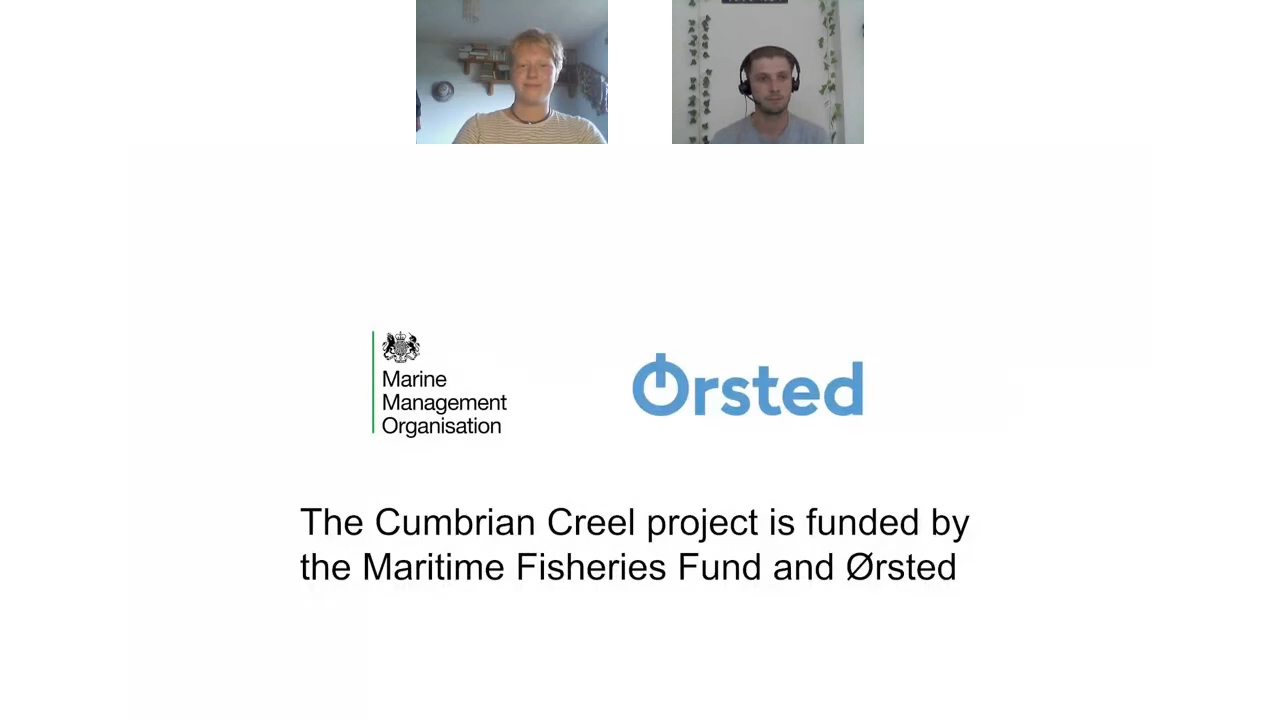 Marine
Management
Organisation
Ørsted
The Cumbrian Creel project is funded by
the Maritime Fisheries Fund and Ørsted